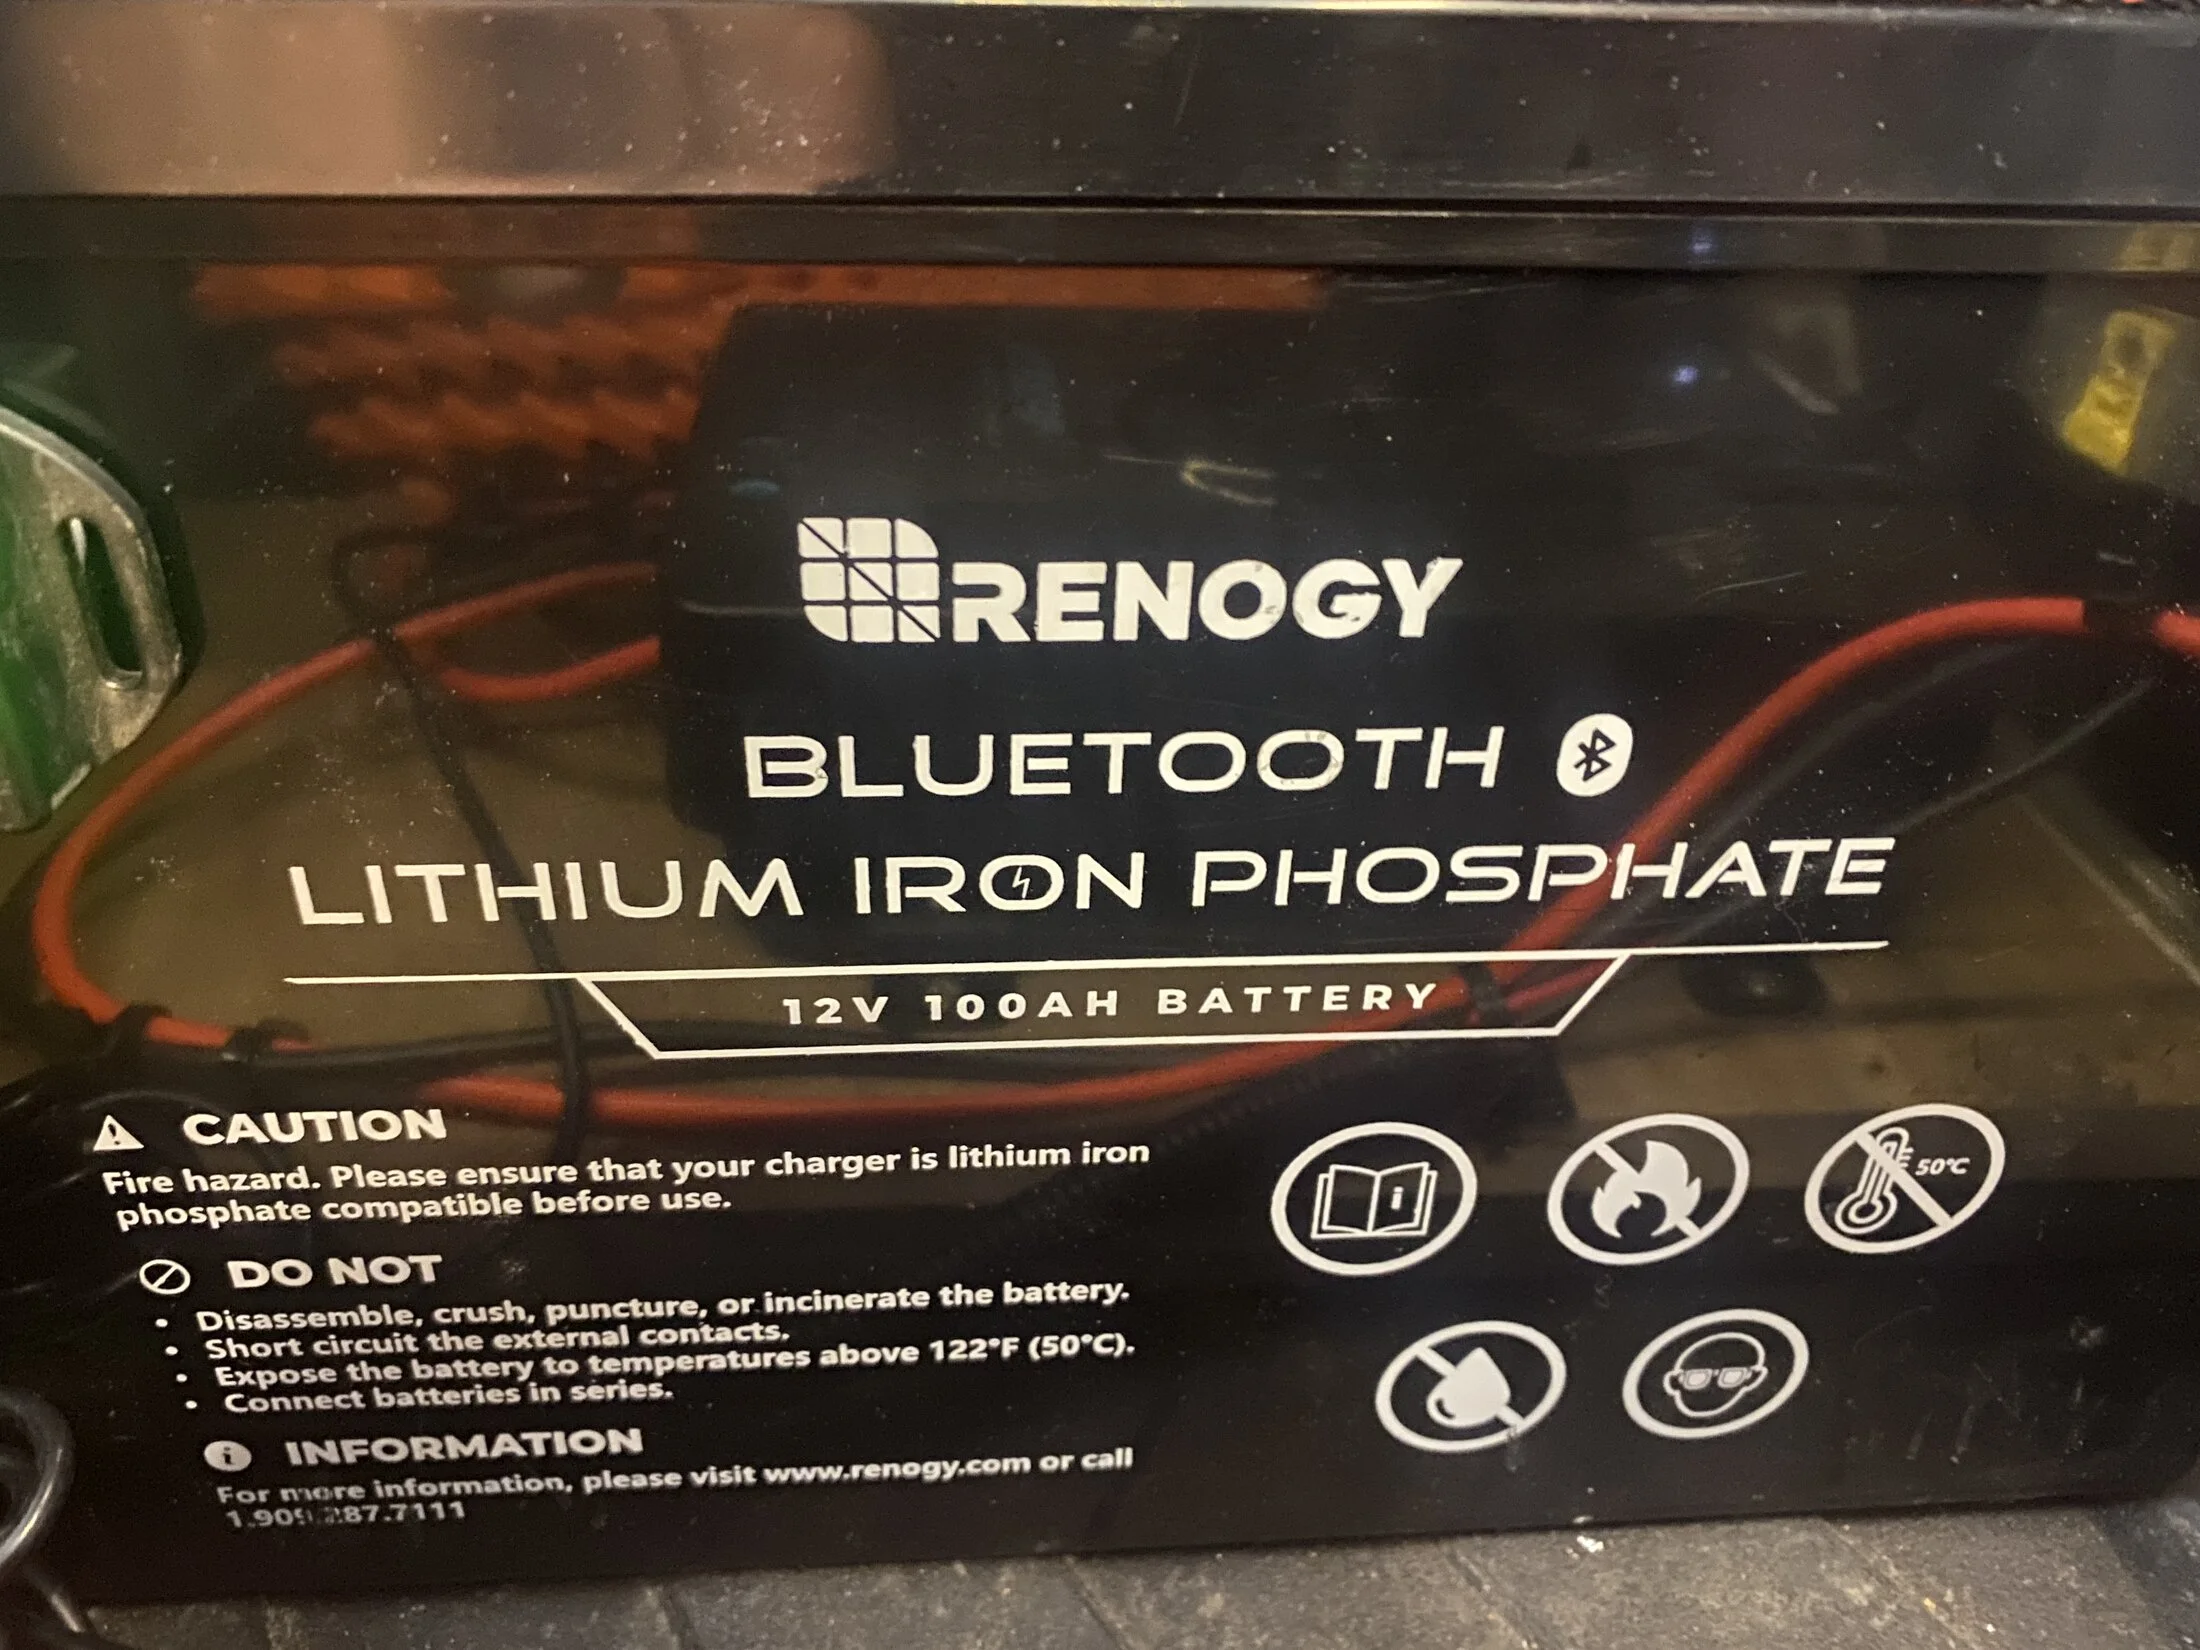 RENOGY
BLUETOOTH
LITHIUM IRON PHOSPHATE
12V 100AH BATTERY
CAUTION
Fire hazard. Please ensure that your charger is lithium iron
phosphate compatible before use.
DO NOT
• Disassemble, crush, puncture, or incinerate the battery.
• Short circuit the external contacts.
• Expose the battery to temperatures above 122°F (50°C).
• Connect batteries in series.
INFORMATION
For more information, please visit www.renogy.com or call
50°C